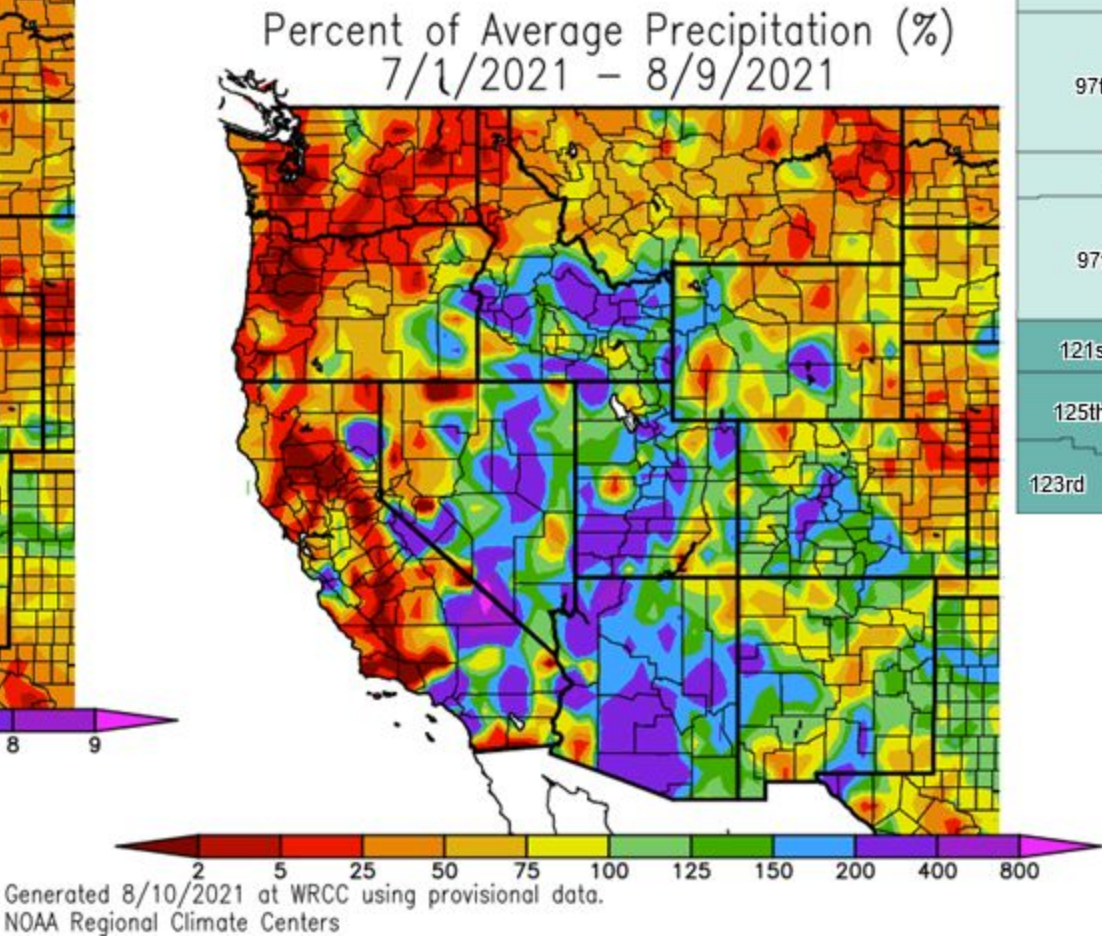 Percent of Average Precipitation (%)
7/1/2021 – 8/9/2021
97
97
121s
125th
123rd
8 9
2 5 25 50 75 100 125 150 200 400 800
Generated 8/10/2021 at WRCC using provisional data.
NOAA Regional Climate Centers